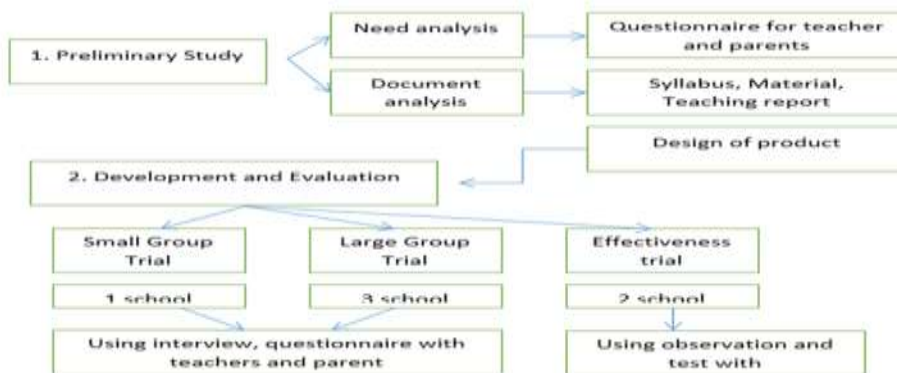 Need analysis
Questionnaire for teacher
and parents
1. Preliminary Study
Document
analysis
Syllabus, Material,
Teaching report
Design of product
2. Development and Evaluation
Small Group
Trial
Large Group
Trial
Effectiveness
trial
1 school
3 school
2 school
Using interview, questionnaire with
teachers and parent
Using observation and
test with